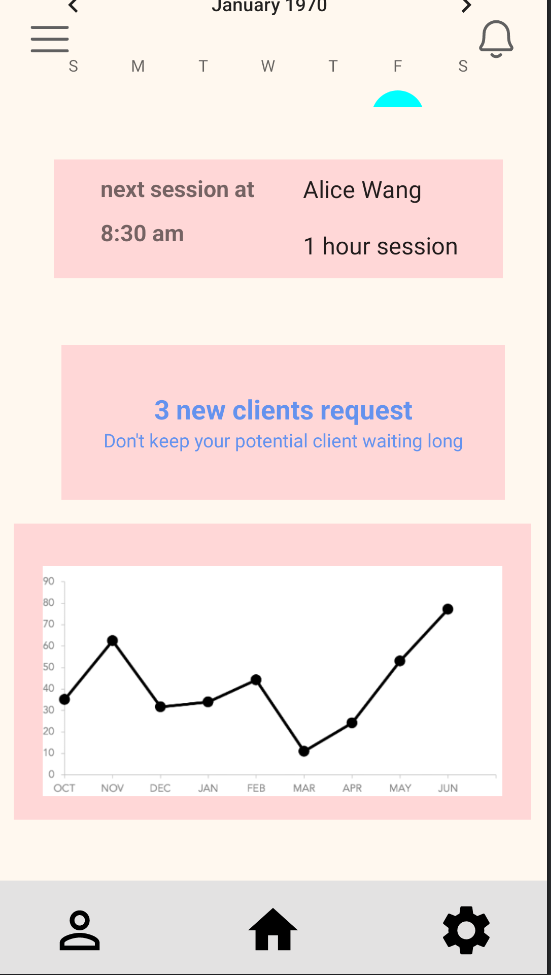 January 1970
S M T W T F S
next session at
8:30 am
Alice Wang
1 hour session
3 new clients request
Don't keep your potential client waiting long
90
80
70
60
50
40
30
20
10
0
OCT NOV DEC JAN FEB MAR APR MAY JUN